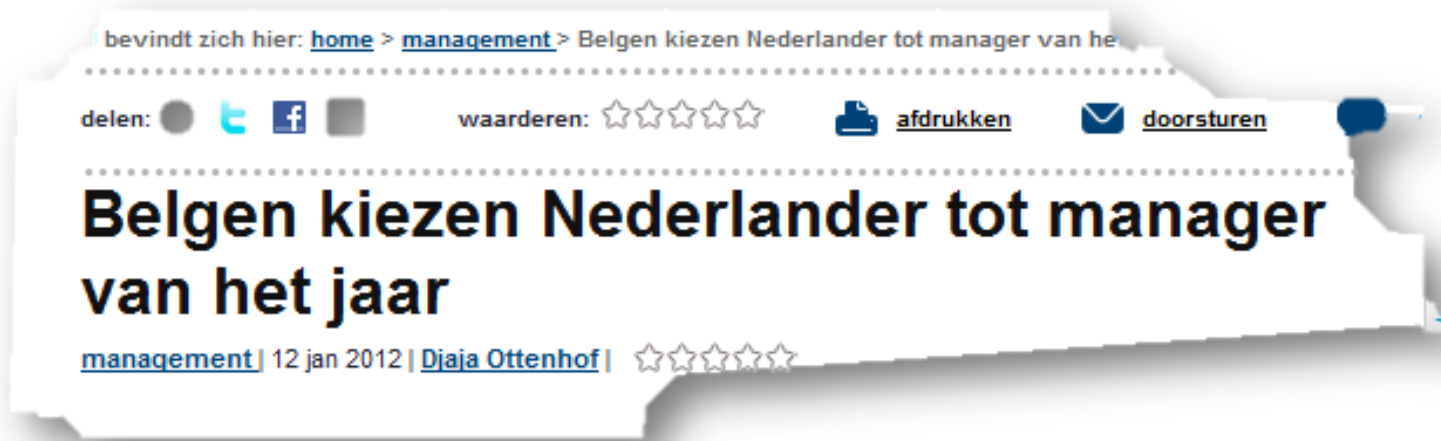 bevindt zich hier: home > management > Belgen kiezen Nederlander tot manager van he
delen: waarderen: afdrukken doorsturen
Belgen kiezen Nederlander tot manager
van het jaar
management | 12 jan 2012 | Djaja Ottenhof |